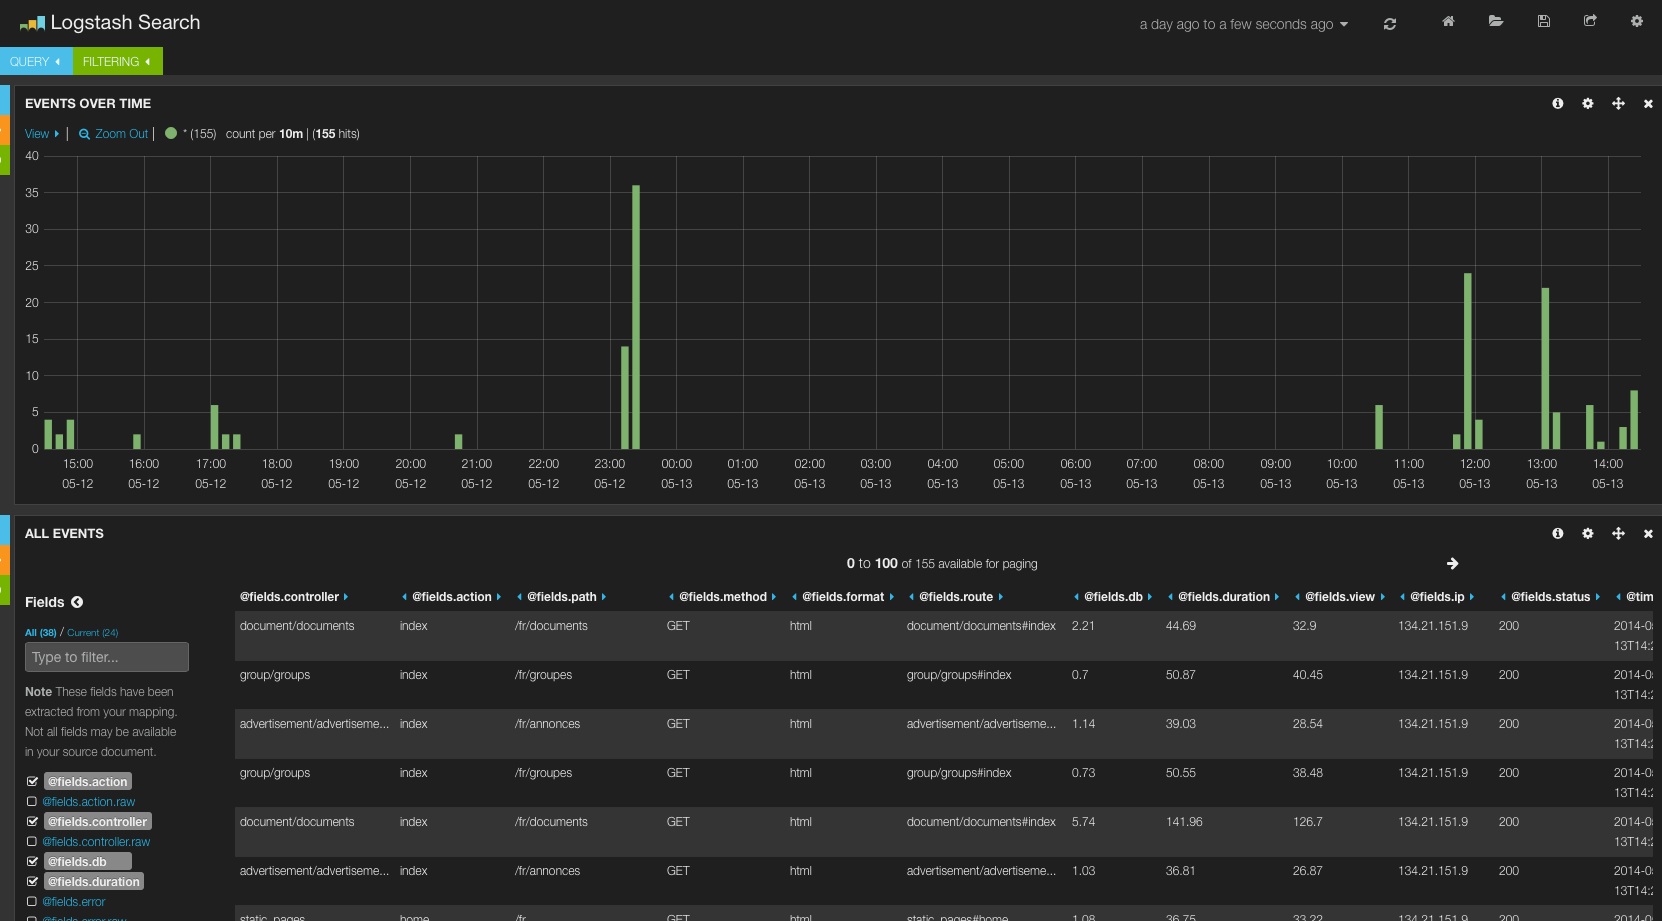 Logstash Search
a day ago to a few seconds ago
QUERY FILTERING
EVENTS OVER TIME
View | Zoom Out | * (155) count per 10m | (155 hits)
40
35
30
25
20
15
10
5
0
15:00 16:00 17:00 18:00 19:00 20:00 21:00 22:00 23:00 00:00 01:00 02:00 03:00 04:00 05:00 06:00 07:00 08:00 09:00 10:00 11:00 12:00 13:00 14:00
05-12 05-12 05-12 05-12 05-12 05-12 05-12 05-12 05-12 05-13 05-13 05-13 05-13 05-13 05-13 05-13 05-13 05-13 05-13 05-13 05-13 05-13 05-13 05-13
ALL EVENTS
0 to 100 of 155 available for paging
Fields
All (38) / Current (24)
Type to filter...
Note These fields have been
extracted from your mapping.
Not all fields may be available
in your source document.
@fields.action
@fields.action.raw
@fields.controller
@fields.controller.raw
@fields.db
@fields.duration
@fields.error
@fields.error.raw
@fields.controller @fields.action @fields.path @fields.method @fields.format @fields.route @fields.db @fields.duration @fields.view @fields.ip @fields.status @tim
document/documents index /fr/documents GET html document/documents#index 2.21 44.69 32.9 134.21.151.9 200 2014-0
13T14:2
group/groups index /fr/groupes GET html group/groups#index 0.7 50.87 40.45 134.21.151.9 200 2014-0
13T14:2
advertisement/advertiseme... index /fr/annonces GET html advertisement/advertiseme... 1.14 39.03 28.54 134.21.151.9 200 2014-0
13T14:2
group/groups index /fr/groupes GET html group/groups#index 0.73 50.55 38.48 134.21.151.9 200 2014-0
13T14:2
document/documents index /fr/documents GET html document/documents#index 5.74 141.96 126.7 134.21.151.9 200 2014-0
13T14:2
advertisement/advertiseme... index /fr/annonces GET html advertisement/advertiseme... 1.03 36.81 26.87 134.21.151.9 200 2014-0
13T14:2
static_pages home /fr GET html static_pages#home 1.08 36.75 33.22 134.21.151.9 200 2014-0